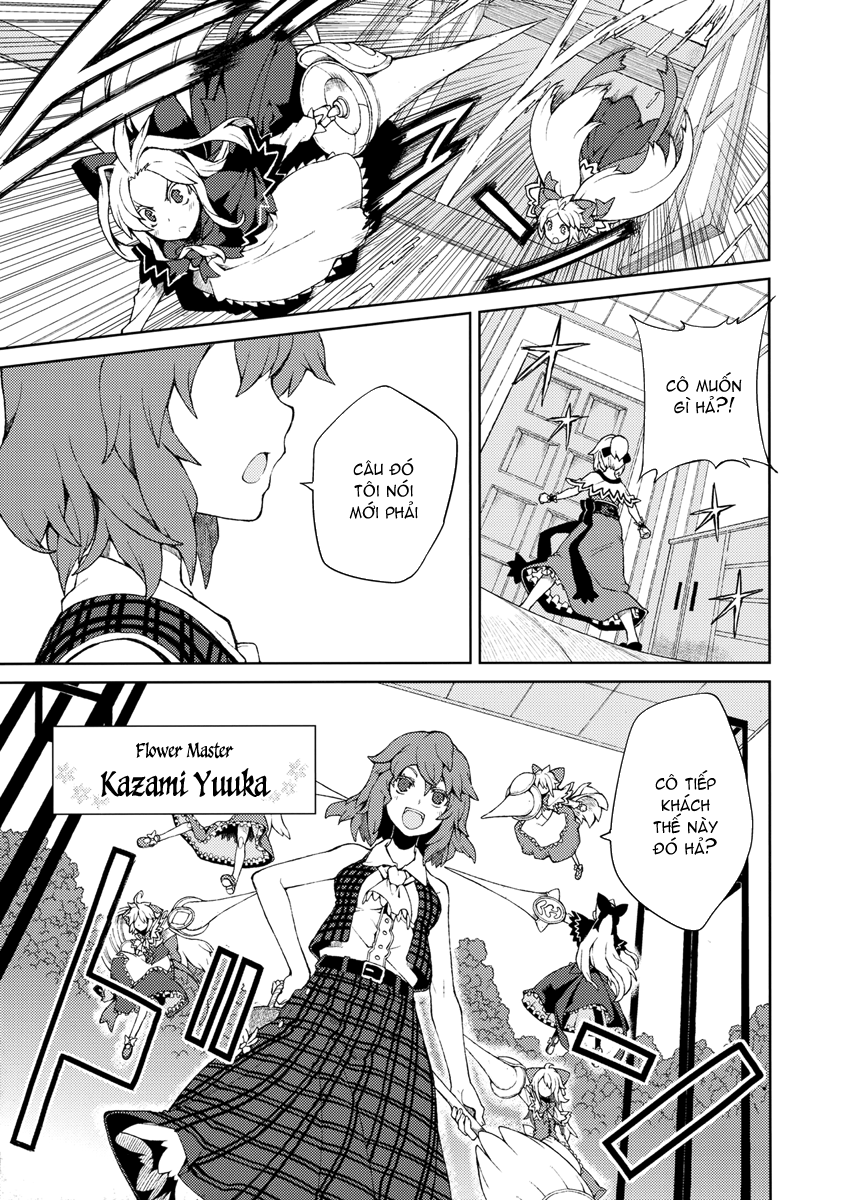 CÔ MUỐN
GÌ HẢ?!
CÂU ĐÓ
TÔI NÓI
MỚI PHẢI
CÔ TIẾP
KHÁCH
THẾ NÀY
ĐÓ HẢ?
Flower Master
Kazami Yuuka